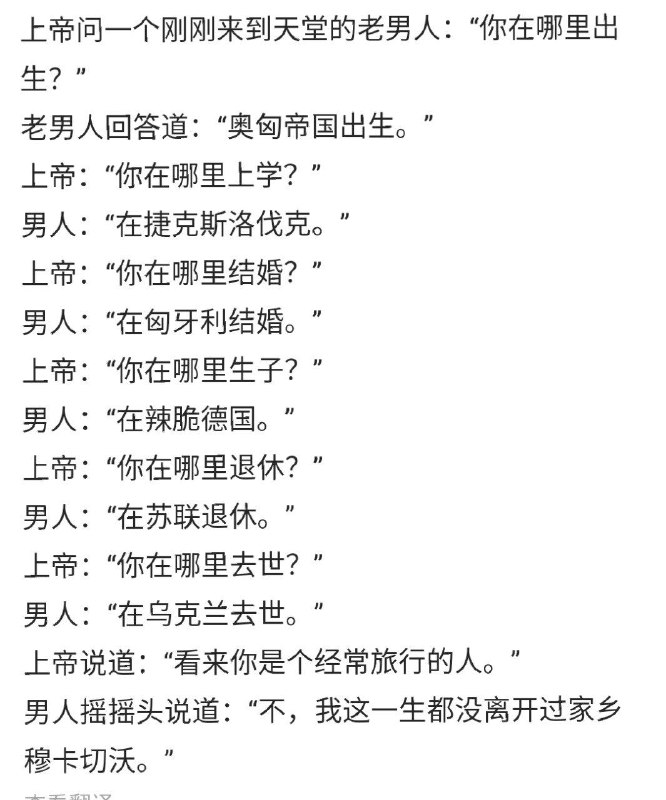 上帝问一个刚刚来到天堂的老男人：“你在哪里出
生？”
老男人回答道：“奥匈帝国出生。”
上帝：“你在哪里上学？”
男人：“在捷克斯洛伐克。”
上帝：“你在哪里结婚？”
男人：“在匈牙利结婚。”
上帝：“你在哪里生子？”
男人：“在辣脆德国。”
上帝：“你在哪里退休？”
男人：“在苏联退休。”
上帝：“你在哪里去世？”
男人：“在乌克兰去世。”
上帝说道：“看来你是个经常旅行的人。”
男人摇摇头说道：“不，我这一生都没离开过家乡
穆卡切沃。”